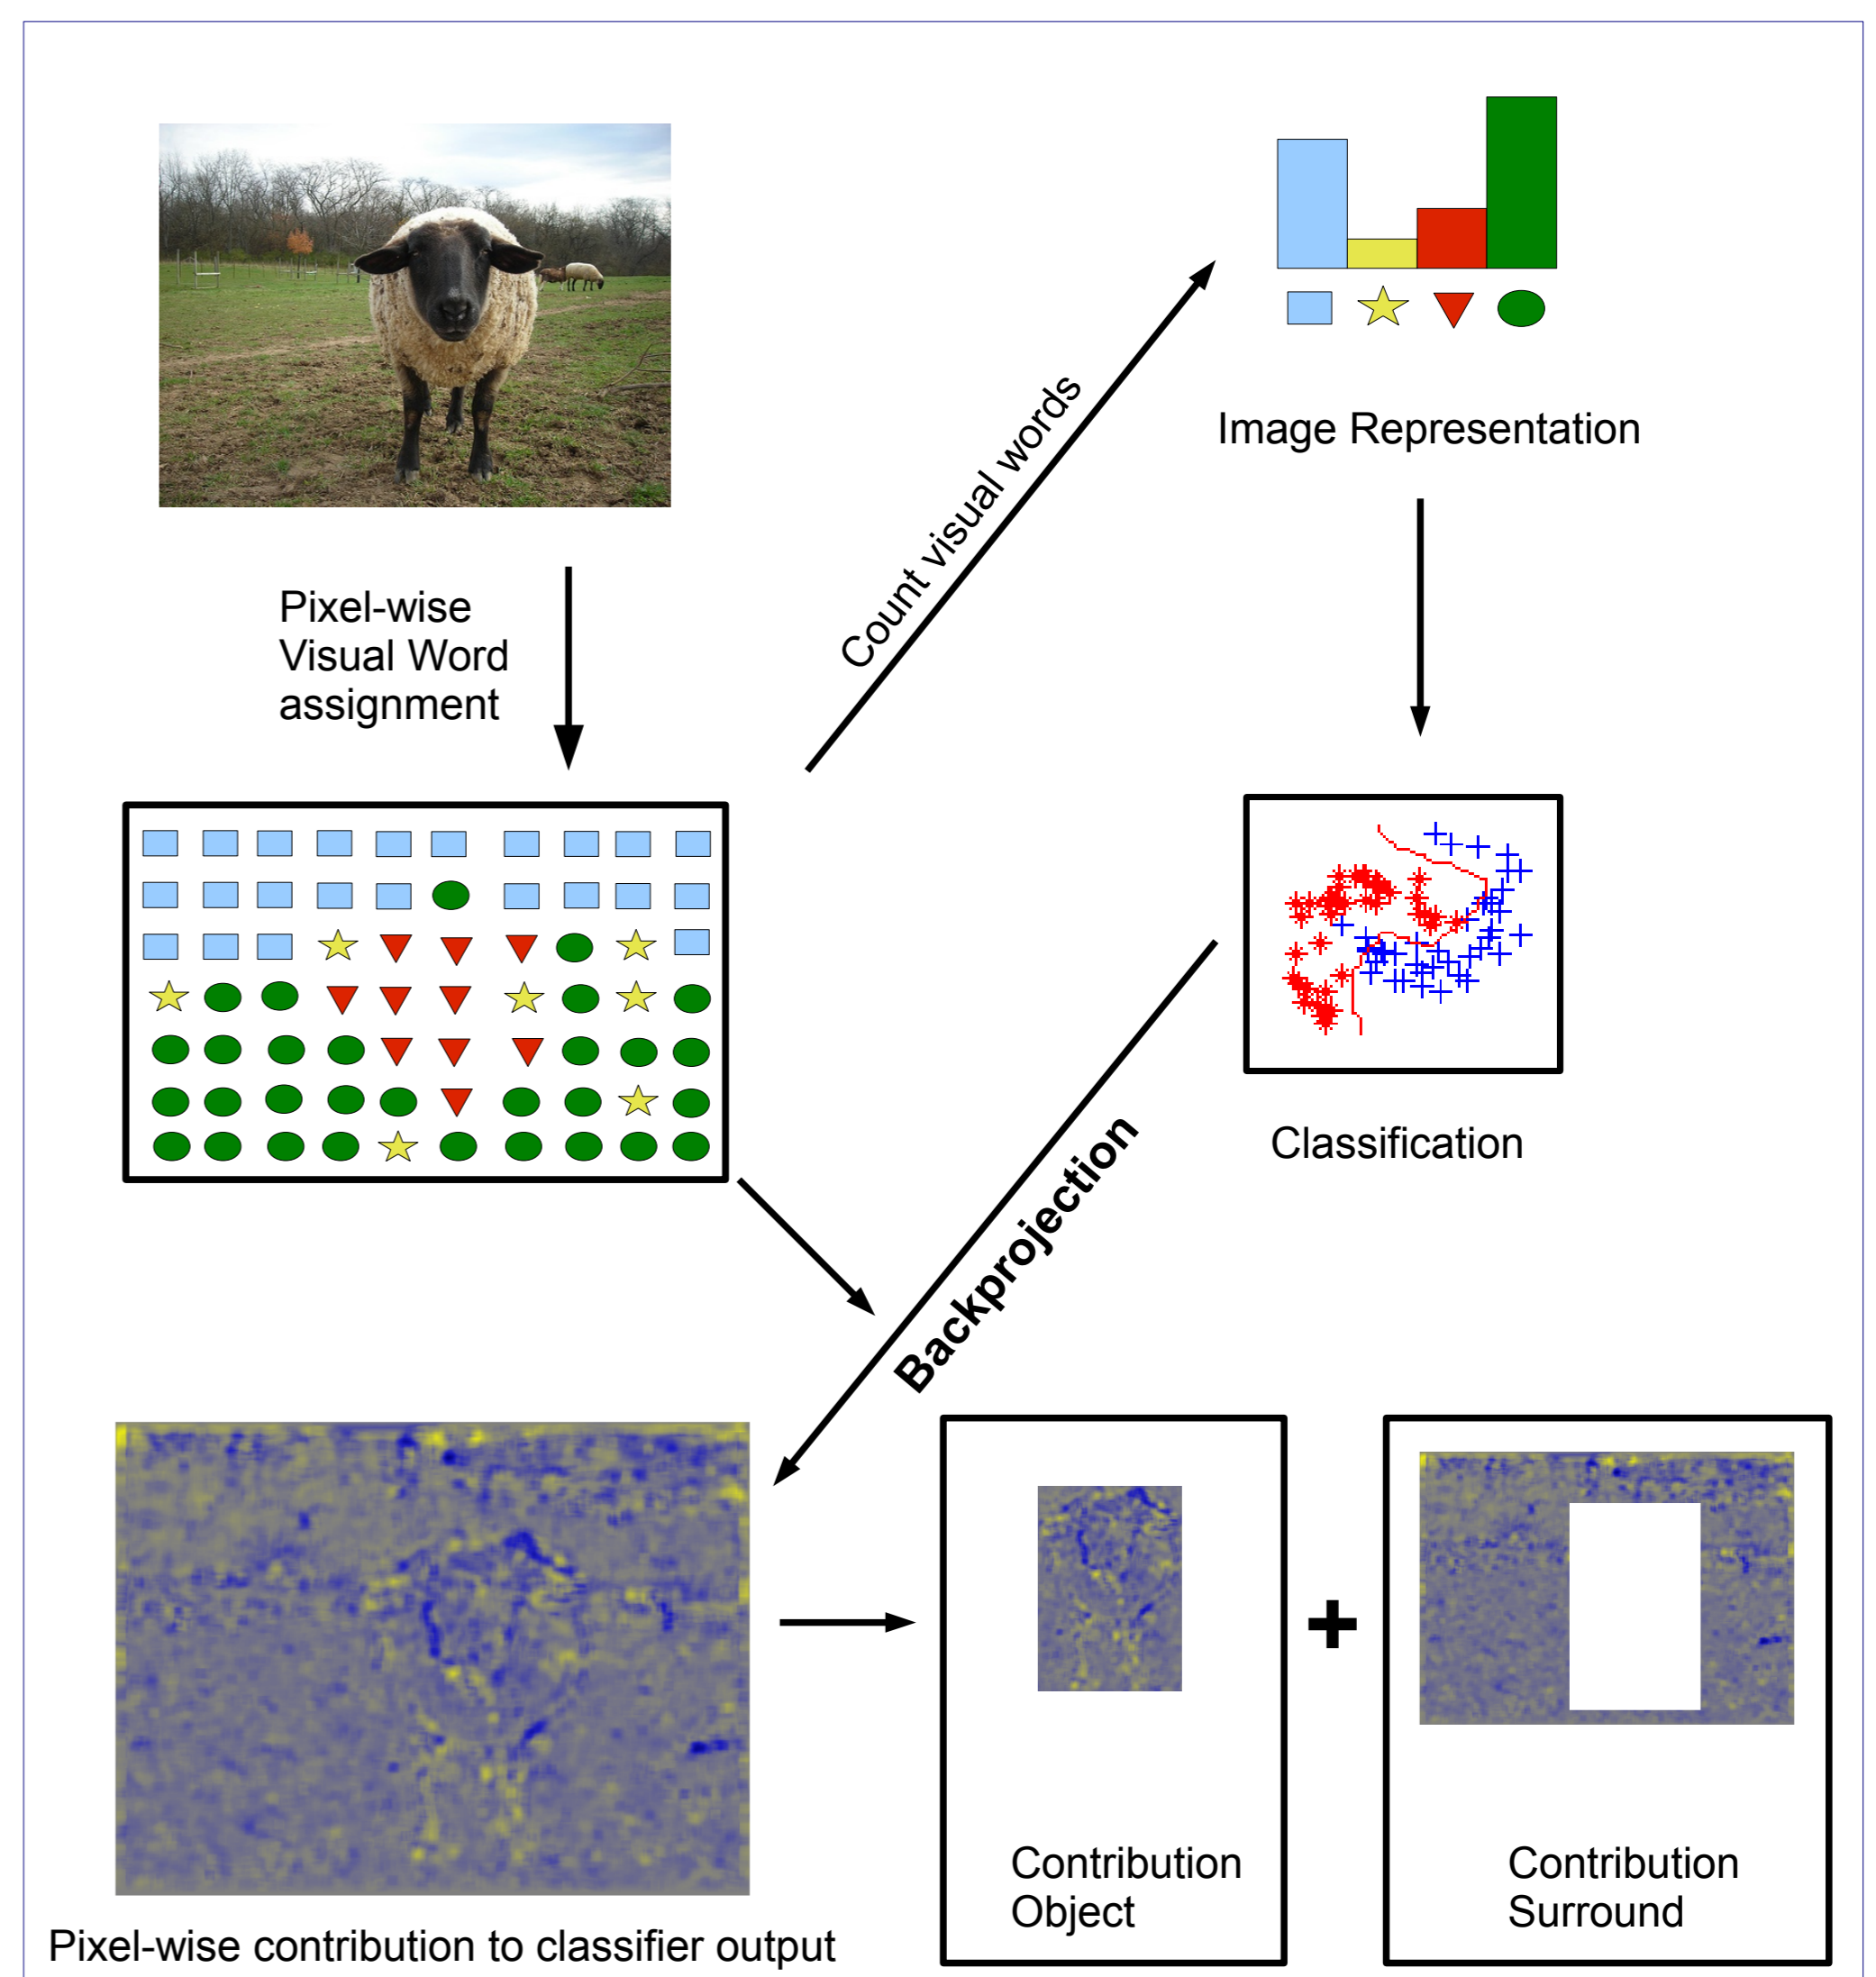 Image Representation
Count visual words
Pixel-wise
Visual Word
assignment
Classification
Backprojection
Contribution
Object
Contribution
Surround
Pixel-wise contribution to classifier output